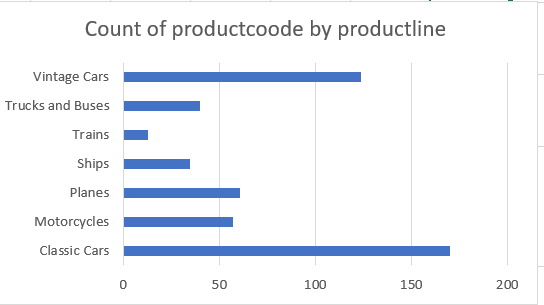 Count of productcoode by productline
Vintage Cars
Trucks and Buses
Trains
Ships
Planes
Motorcycles
Classic Cars
0 50 100 150 200